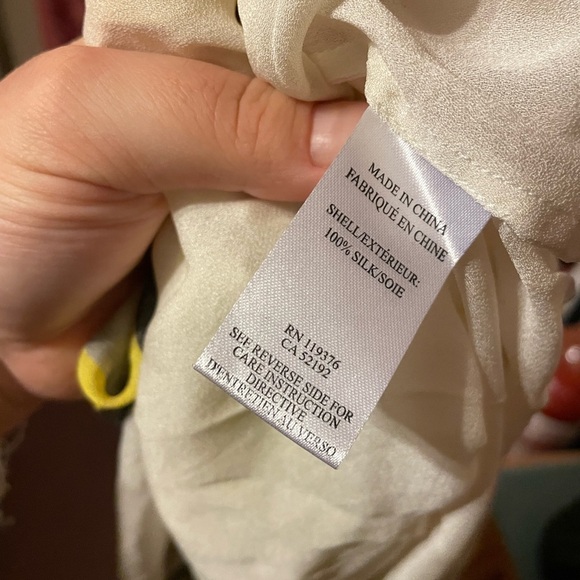 MADE IN CHINA
FABRIQUÉ EN CHINE
SHELL/EXTÉRIEUR:
100% SILK/SOIE
RN 119376
CA 52192
SEE REVERSE SIDE FOR
CARE INSTRUCTION
DIRECTIVE
D'ENTRETIEN AU VERSO